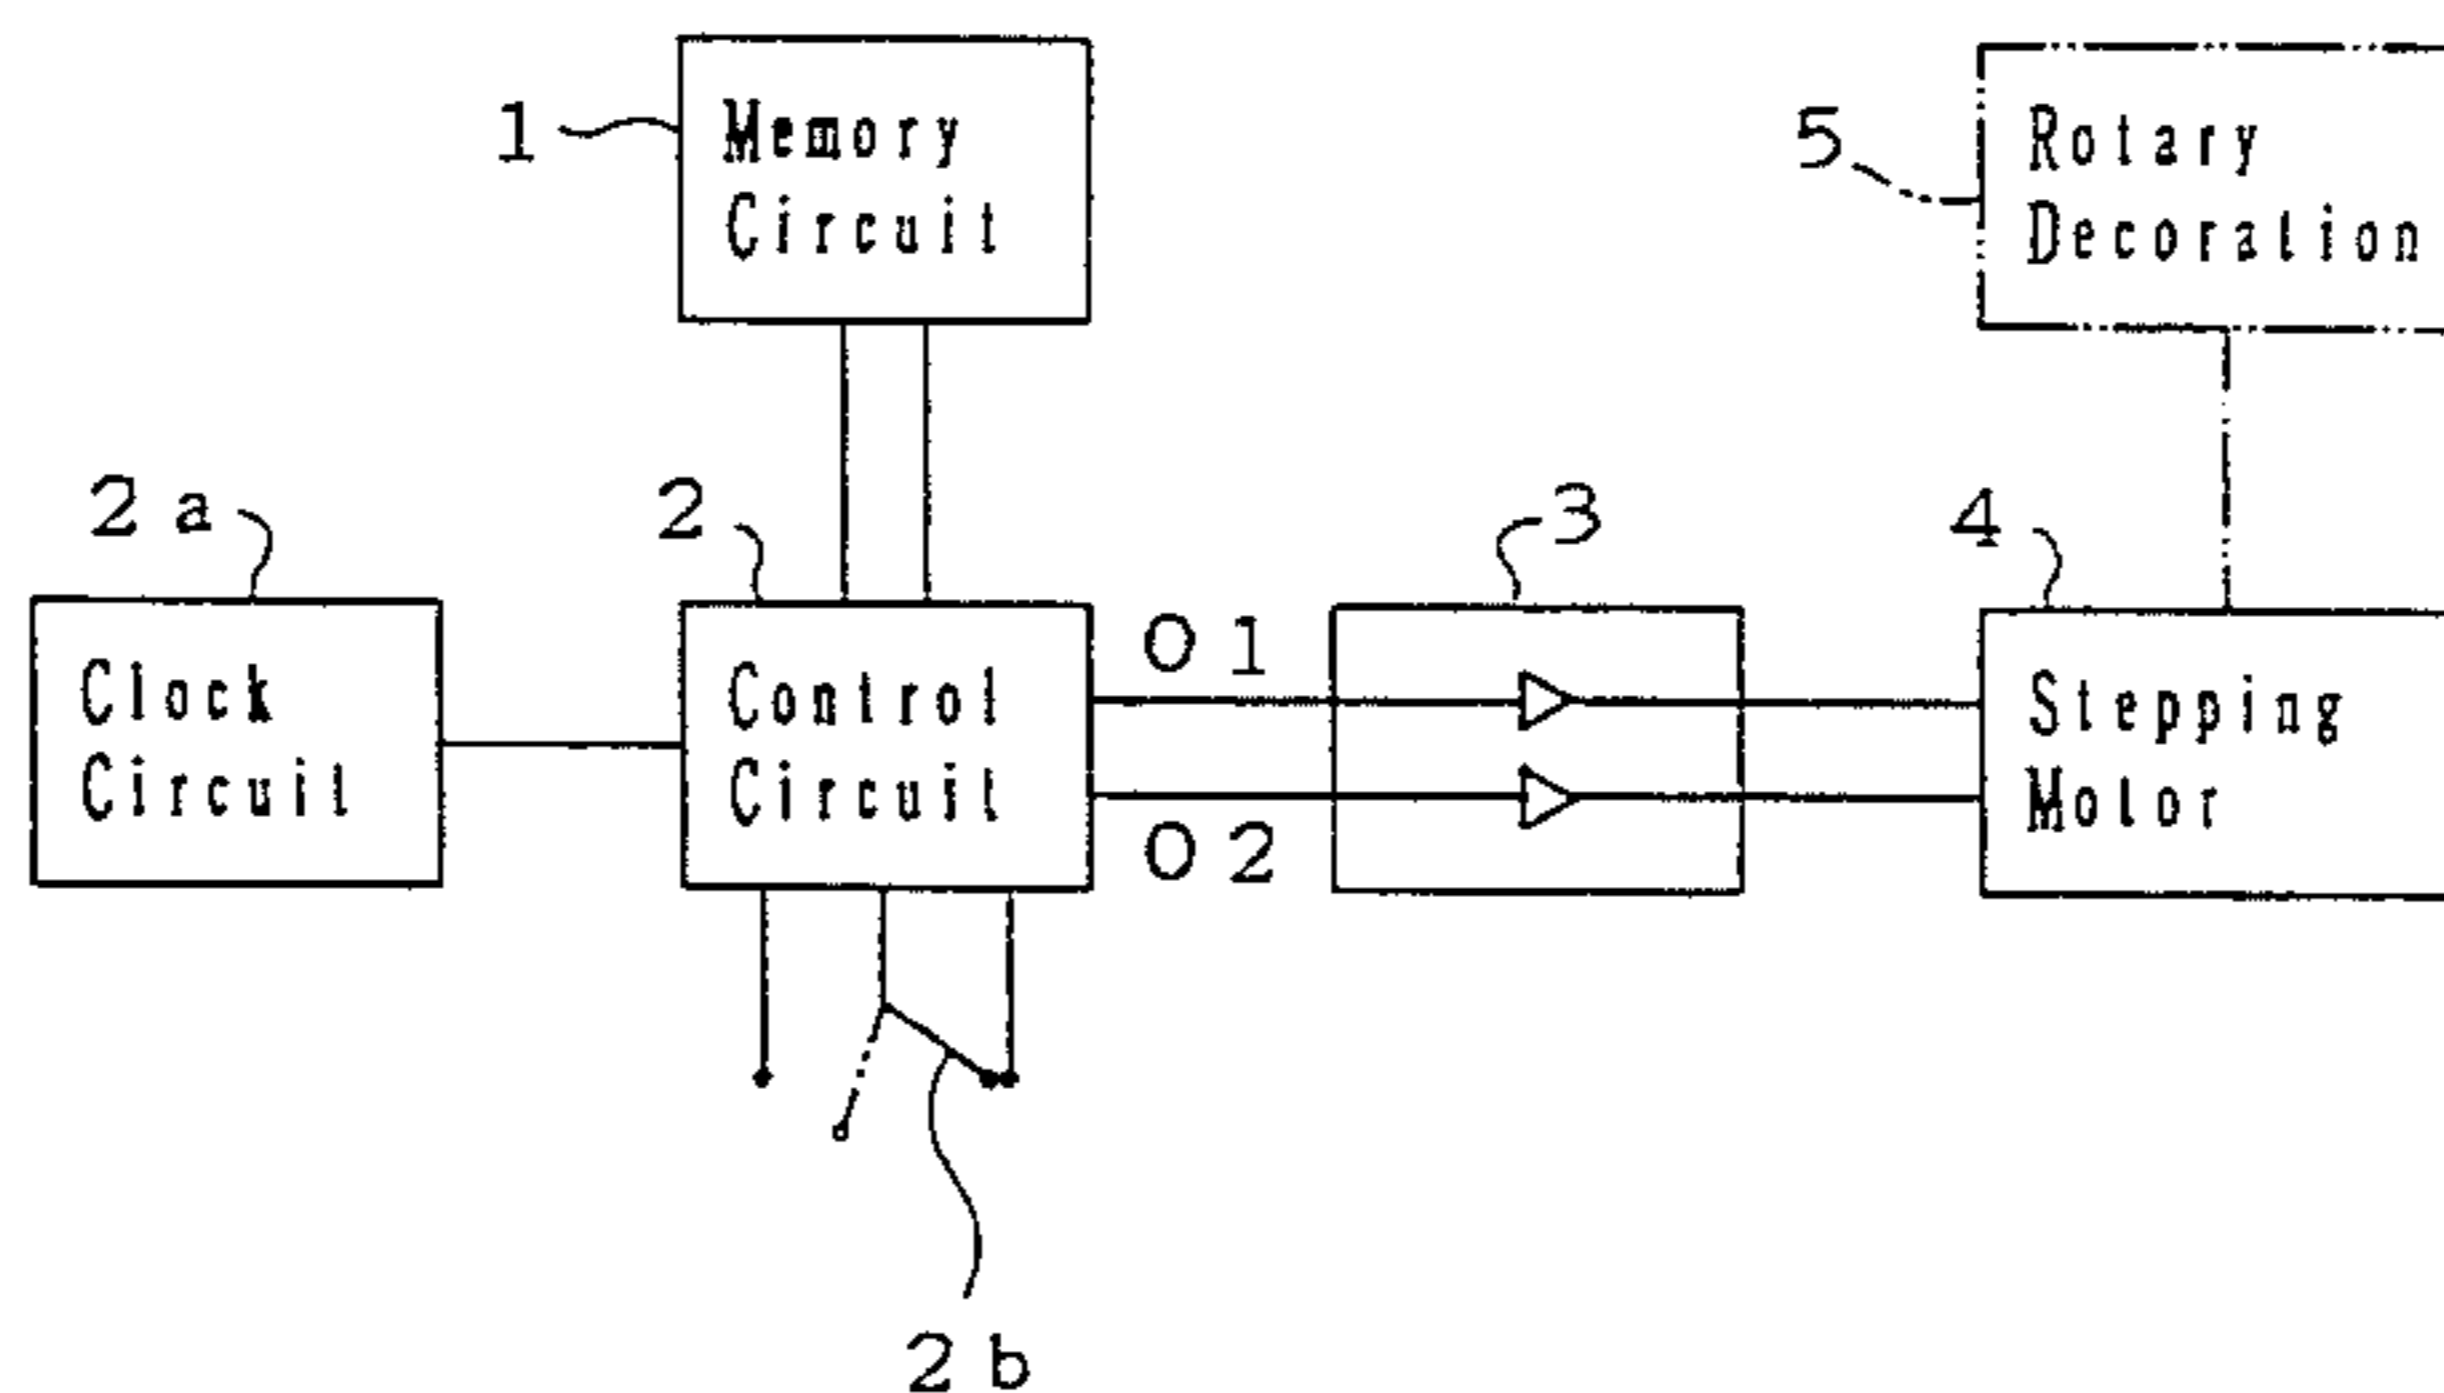 1
Memory
Circuit
5
Rotary
Decoration
2a
2
3
4
Clock
Circuit
Control
Circuit
O1
O2
Stepping
Motor
2b